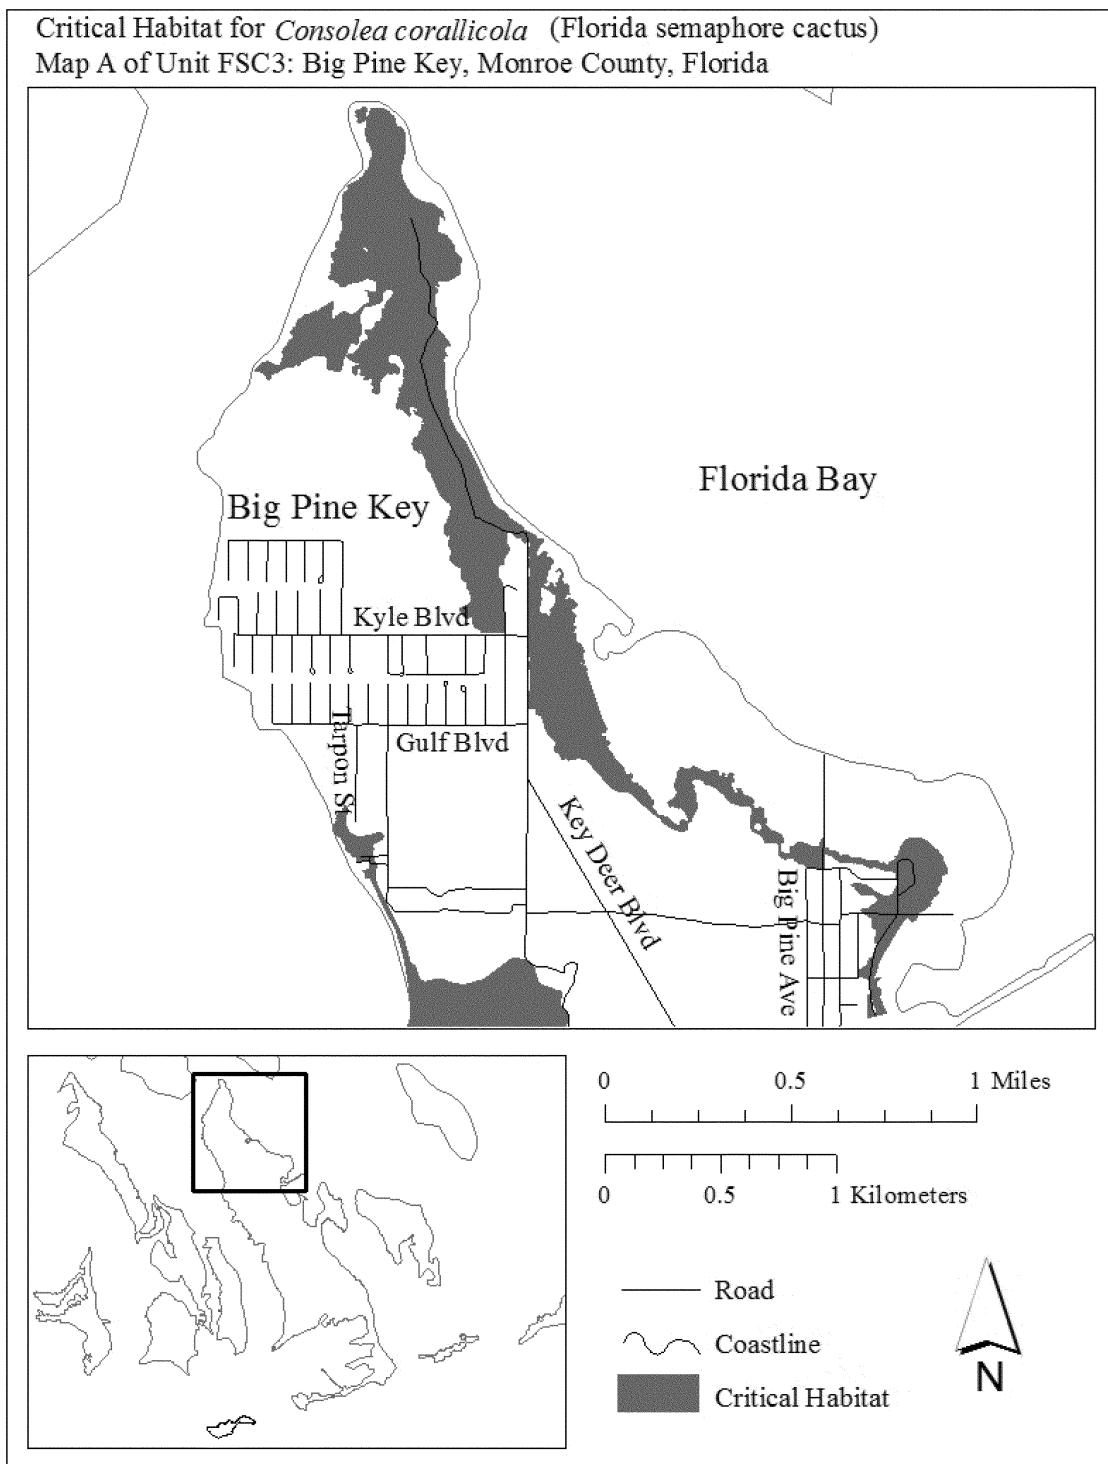 Critical Habitat for Consolea corallicola (Florida semaphore cactus)
Map A of Unit FSC3: Big Pine Key, Monroe County, Florida
Florida Bay
Big Pine Key
Kyle Blvd
Tarpon St
Gulf Blvd
Key Deer Blvd
Big Pine Ave
0 0.5 1 Miles
0 0.5 1 Kilometers
Road
Coastline
Critical Habitat
N